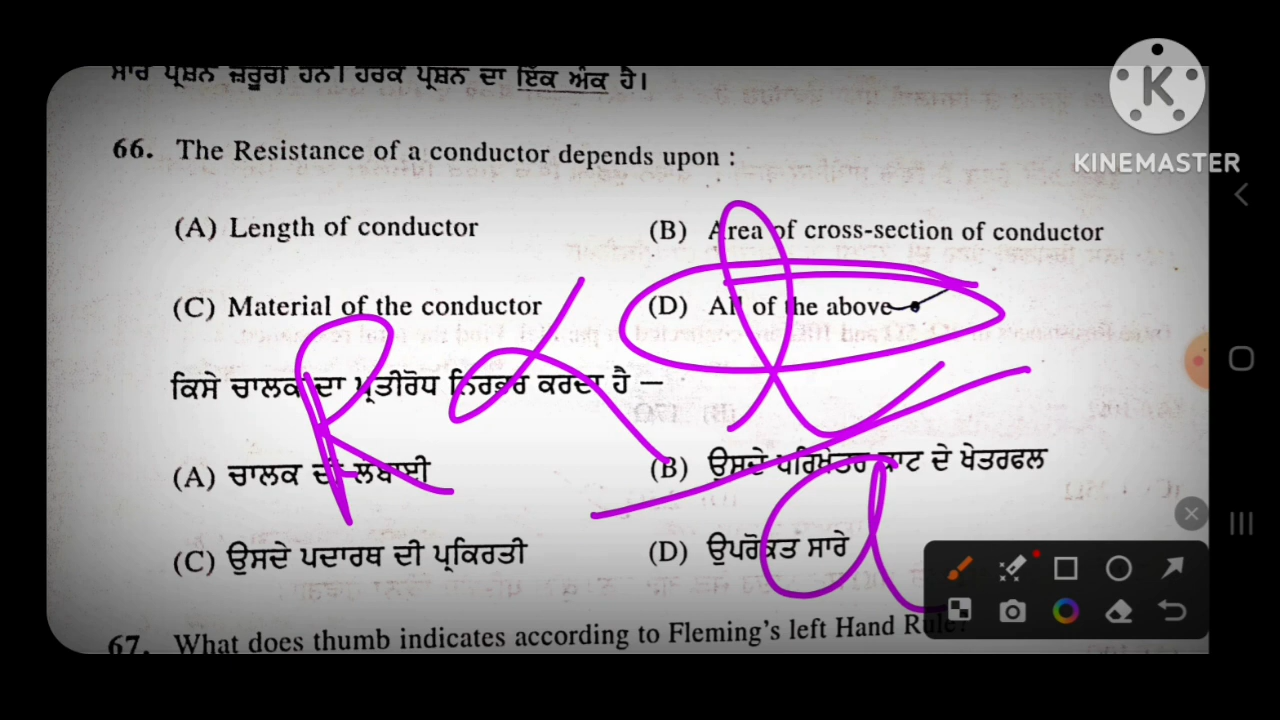 ਸਾਰੇ ਪ੍ਰਸ਼ਨ ਜ਼ਰੂਰੀ ਹਨ। ਹਰੇਕ ਪ੍ਰਸ਼ਨ ਦਾ ਇੱਕ ਅੰਕ ਹੈ।
K
KINEMASTER
66. The Resistance of a conductor depends upon :
(A) Length of conductor (B) Area of cross-section of conductor
(C) Material of the conductor (D) All of the above
ਕਿਸੇ ਚਾਲਕ ਦਾ ਪ੍ਰਤੀਰੋਧ ਨਿਰਭਰ ਕਰਦਾ ਹੈ —
(A) ਚਾਲਕ ਦੀ ਲੰਬਾਈ (B) ਉਸਦੇ ਪਰਿਖੇਤਰ ਕਾਟ ਦੇ ਖੇਤਰਫਲ
(C) ਉਸਦੇ ਪਦਾਰਥ ਦੀ ਪ੍ਰਕਿਰਤੀ (D) ਉਪਰੋਕਤ ਸਾਰੇ
R ∝ l
a
67. What does thumb indicates according to Fleming's left Hand Rule?